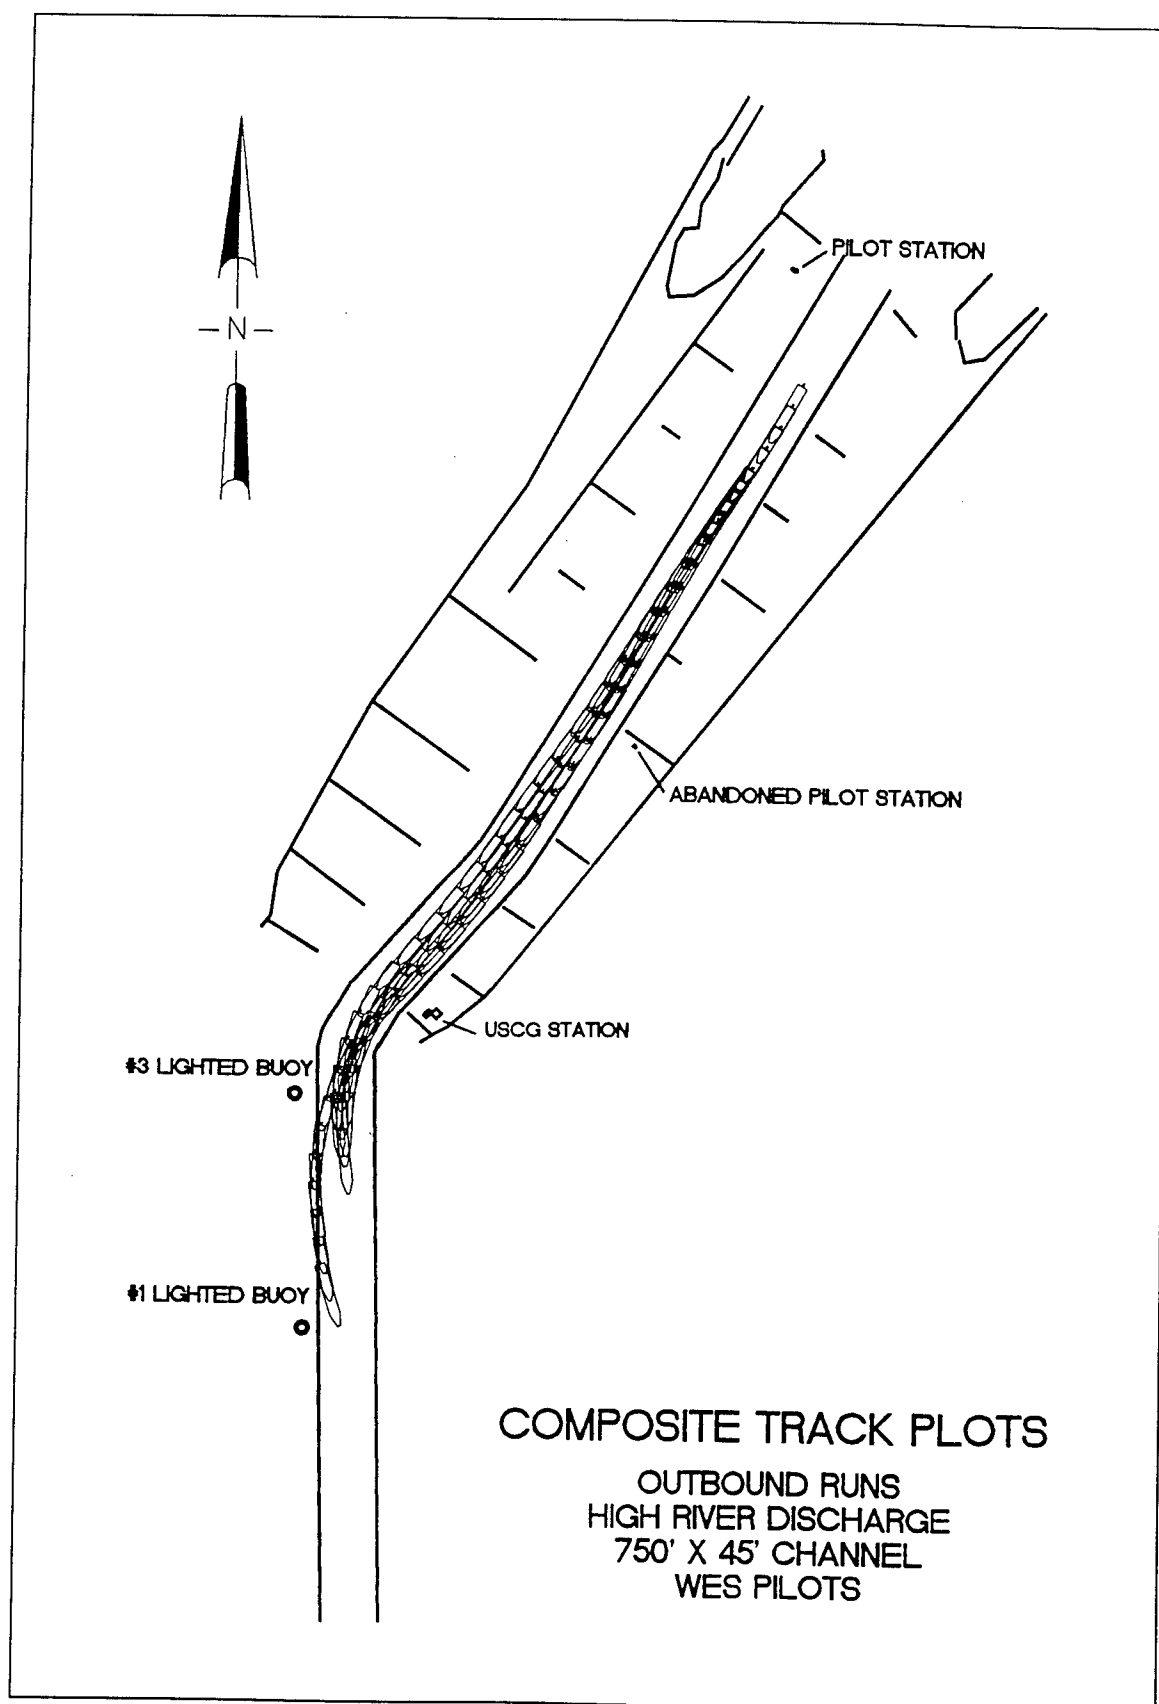 PILOT STATION
N
ABANDONED PILOT STATION
USCG STATION
#3 LIGHTED BUOY
#1 LIGHTED BUOY
COMPOSITE TRACK PLOTS
OUTBOUND RUNS
HIGH RIVER DISCHARGE
750' X 45' CHANNEL
WES PILOTS